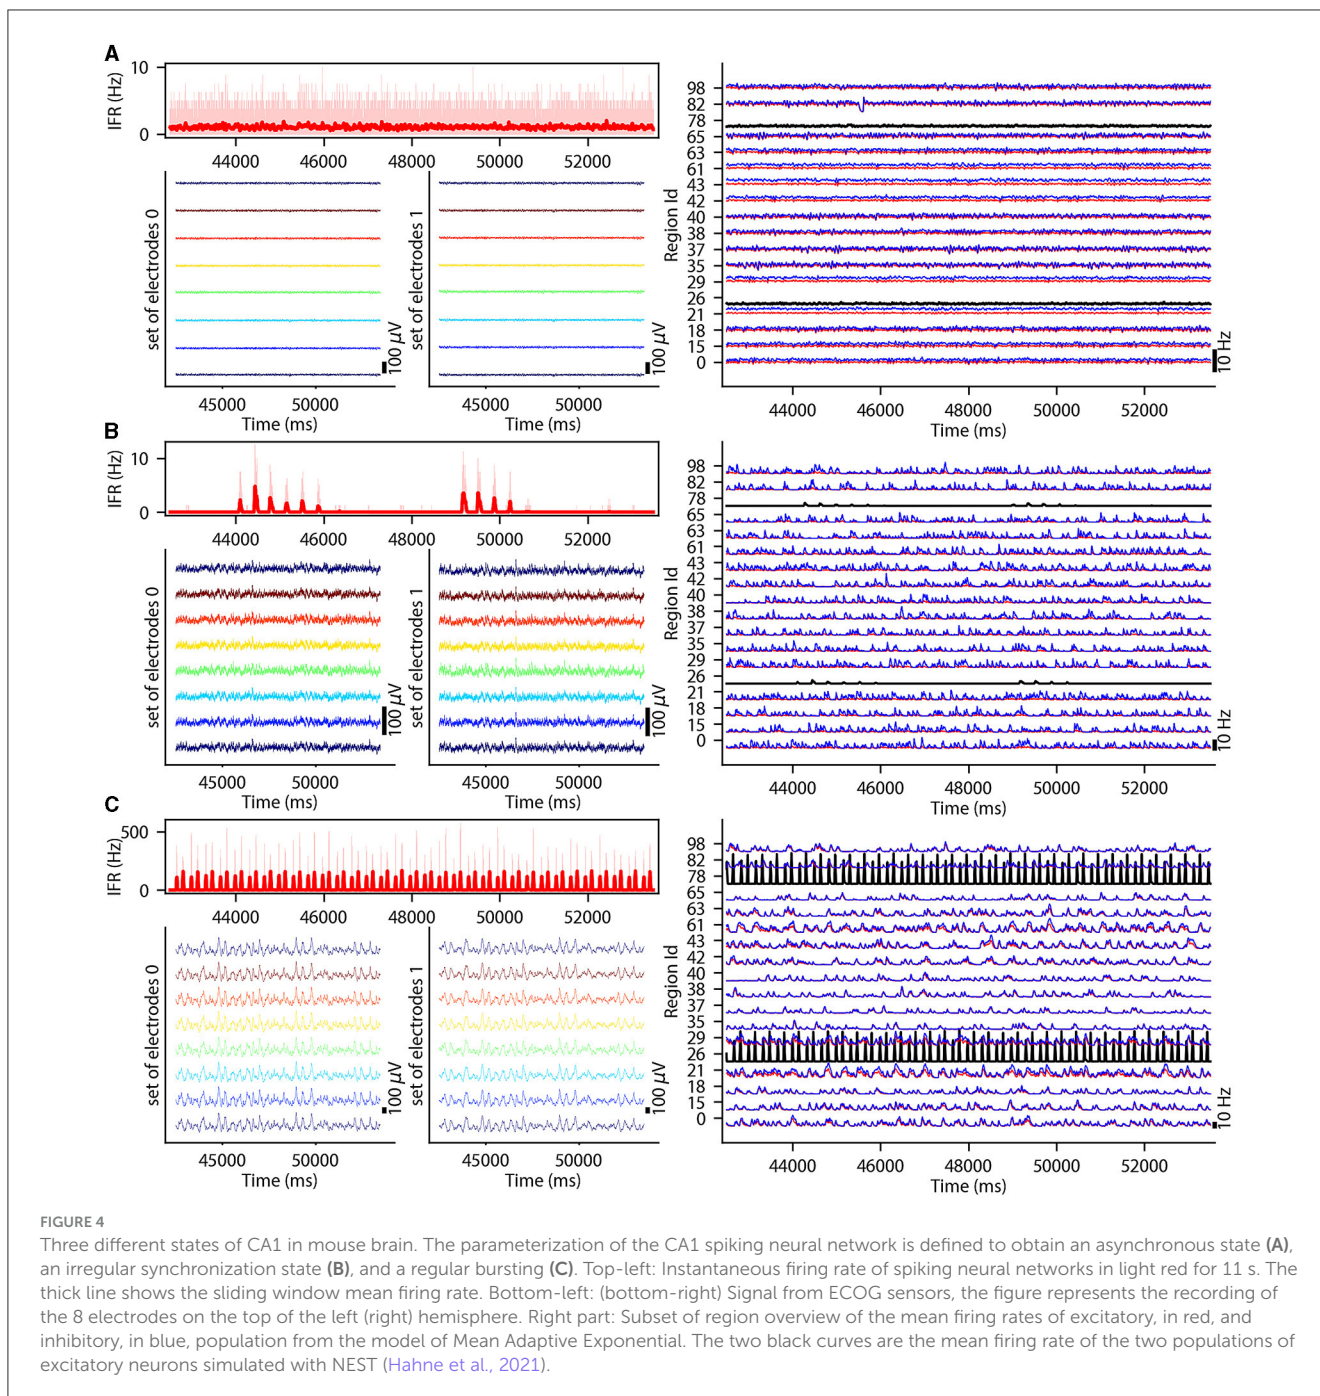 A
IFR (Hz)
10
0
44000 46000 48000 50000 52000
set of electrodes 0
100 µV
45000 50000
Time (ms)
set of electrodes 1
100 µV
45000 50000
Time (ms)
Region Id
98
82
78
65
63
61
43
42
40
38
37
35
29
26
21
18
15
0
10 Hz
44000 46000 48000 50000 52000
Time (ms)
B
IFR (Hz)
10
0
44000 46000 48000 50000 52000
set of electrodes 0
100 µV
45000 50000
Time (ms)
set of electrodes 1
100 µV
45000 50000
Time (ms)
Region Id
98
82
78
65
63
61
43
42
40
38
37
35
29
26
21
18
15
0
10 Hz
44000 46000 48000 50000 52000
Time (ms)
C
IFR (Hz)
500
0
44000 46000 48000 50000 52000
set of electrodes 0
100 µV
45000 50000
Time (ms)
set of electrodes 1
100 µV
45000 50000
Time (ms)
Region Id
98
82
78
65
63
61
43
42
40
38
37
35
29
26
21
18
15
0
10 Hz
44000 46000 48000 50000 52000
Time (ms)
FIGURE 4
Three different states of CA1 in mouse brain. The parameterization of the CA1 spiking neural network is defined to obtain an asynchronous state (A),
an irregular synchronization state (B), and a regular bursting (C). Top-left: Instantaneous firing rate of spiking neural networks in light red for 11 s. The
thick line shows the sliding window mean firing rate. Bottom-left: (bottom-right) Signal from ECOG sensors, the figure represents the recording of
the 8 electrodes on the top of the left (right) hemisphere. Right part: Subset of region overview of the mean firing rates of excitatory, in red, and
inhibitory, in blue, population from the model of Mean Adaptive Exponential. The two black curves are the mean firing rate of the two populations of
excitatory neurons simulated with NEST (Hahne et al., 2021).